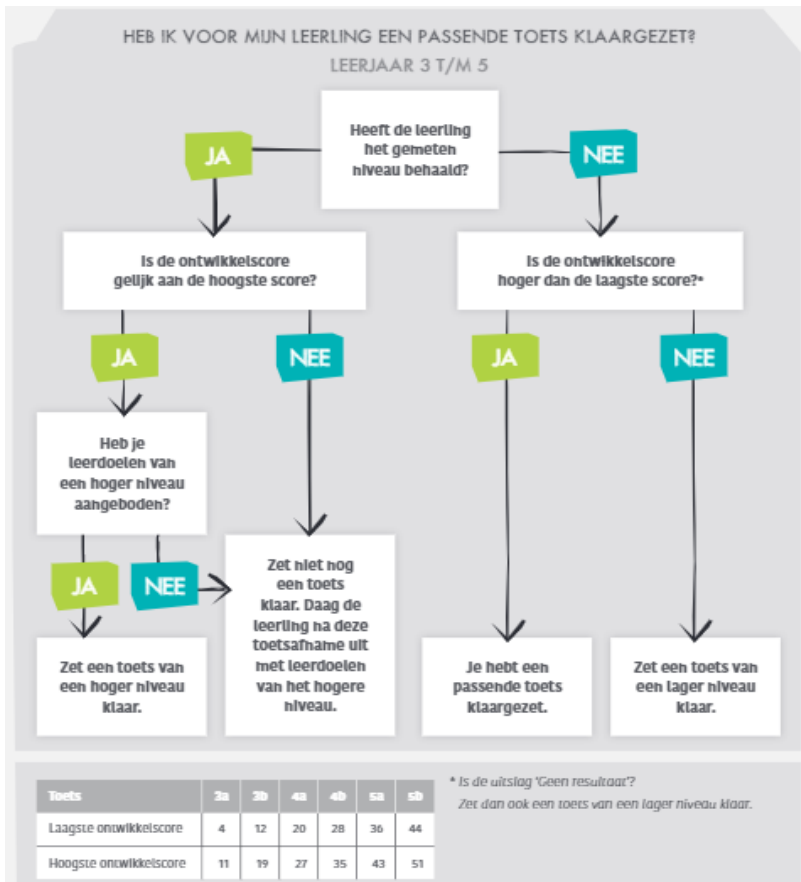 HEB IK VOOR MIJN LEERLING EEN PASSENDE TOETS KLAARGEZET?
LEERJAAR 3 T/M 5
Heeft de leerling
het gemeten
niveau behaald?
JA
NEE
Is de ontwikkelscore
gelijk aan de hoogste score?
Is de ontwikkelscore
hoger dan de laagste score?*
JA
NEE
JA
NEE
Heb je
leerdoelen van
een hoger niveau
aangeboden?
JA
NEE
Zet niet nog
een toets
klaar. Daag de
leerling na deze
toetsafname uit
met leerdoelen
van het hogere
niveau.
Zet een toets van
een hoger niveau
klaar.
Je hebt een
passende toets
klaargezet.
Zet een toets van
een lager niveau
klaar.
Toets 3a 3b 4a 4b 5a 5b
Laagste ontwikkelscore 4 12 20 28 36 44
Hoogste ontwikkelscore 11 19 27 35 43 51
* Is de uitslag 'Geen resultaat'?
Zet dan ook een toets van een lager niveau klaar.